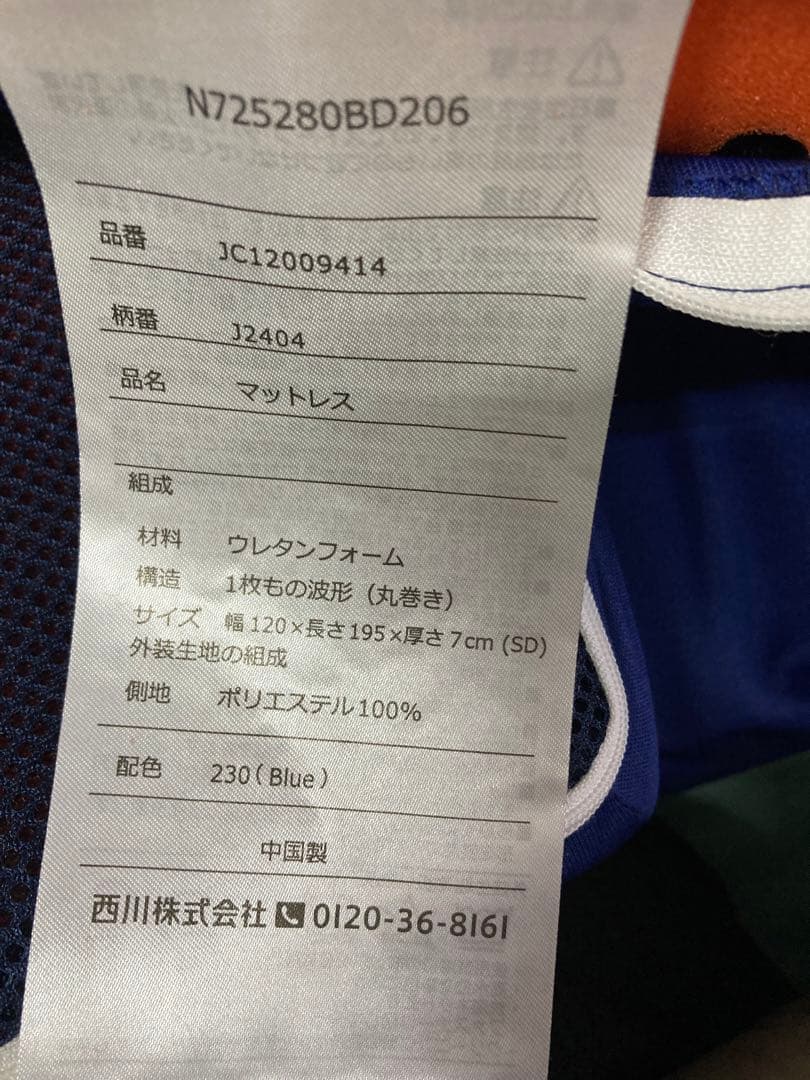 N725280BD206
品番 JC12009414
柄番 J2404
品名 マットレス
組成
材料 ウレタンフォーム
構造 1枚もの波形（丸巻き）
サイズ 幅120×長さ195×厚さ7cm (SD)
外装生地の組成
側地 ポリエステル100%
配色 230(Blue)
中国製
西川株式会社 0120-36-8161